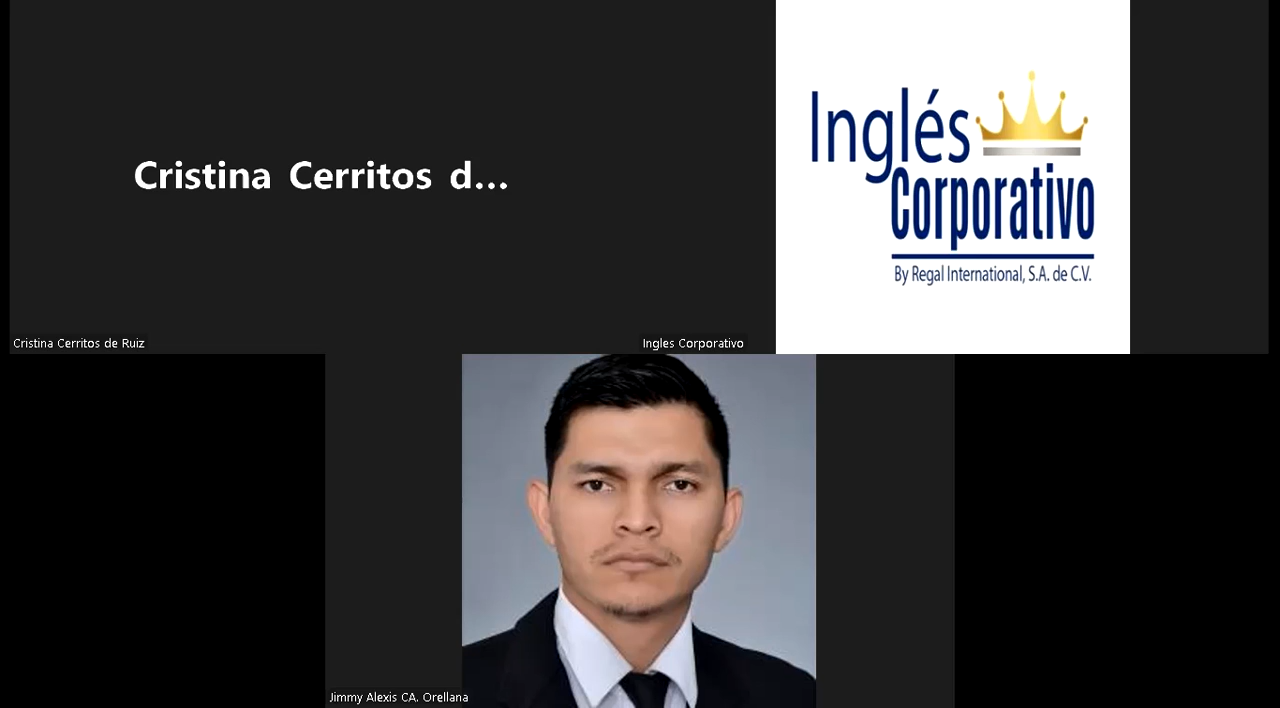 Cristina Cerritos d...
Inglés
Corporativo
By Regal International, S.A. de C.V.
Cristina Cerritos de Ruiz
Ingles Corporativo
Jimmy Alexis CA. Orellana